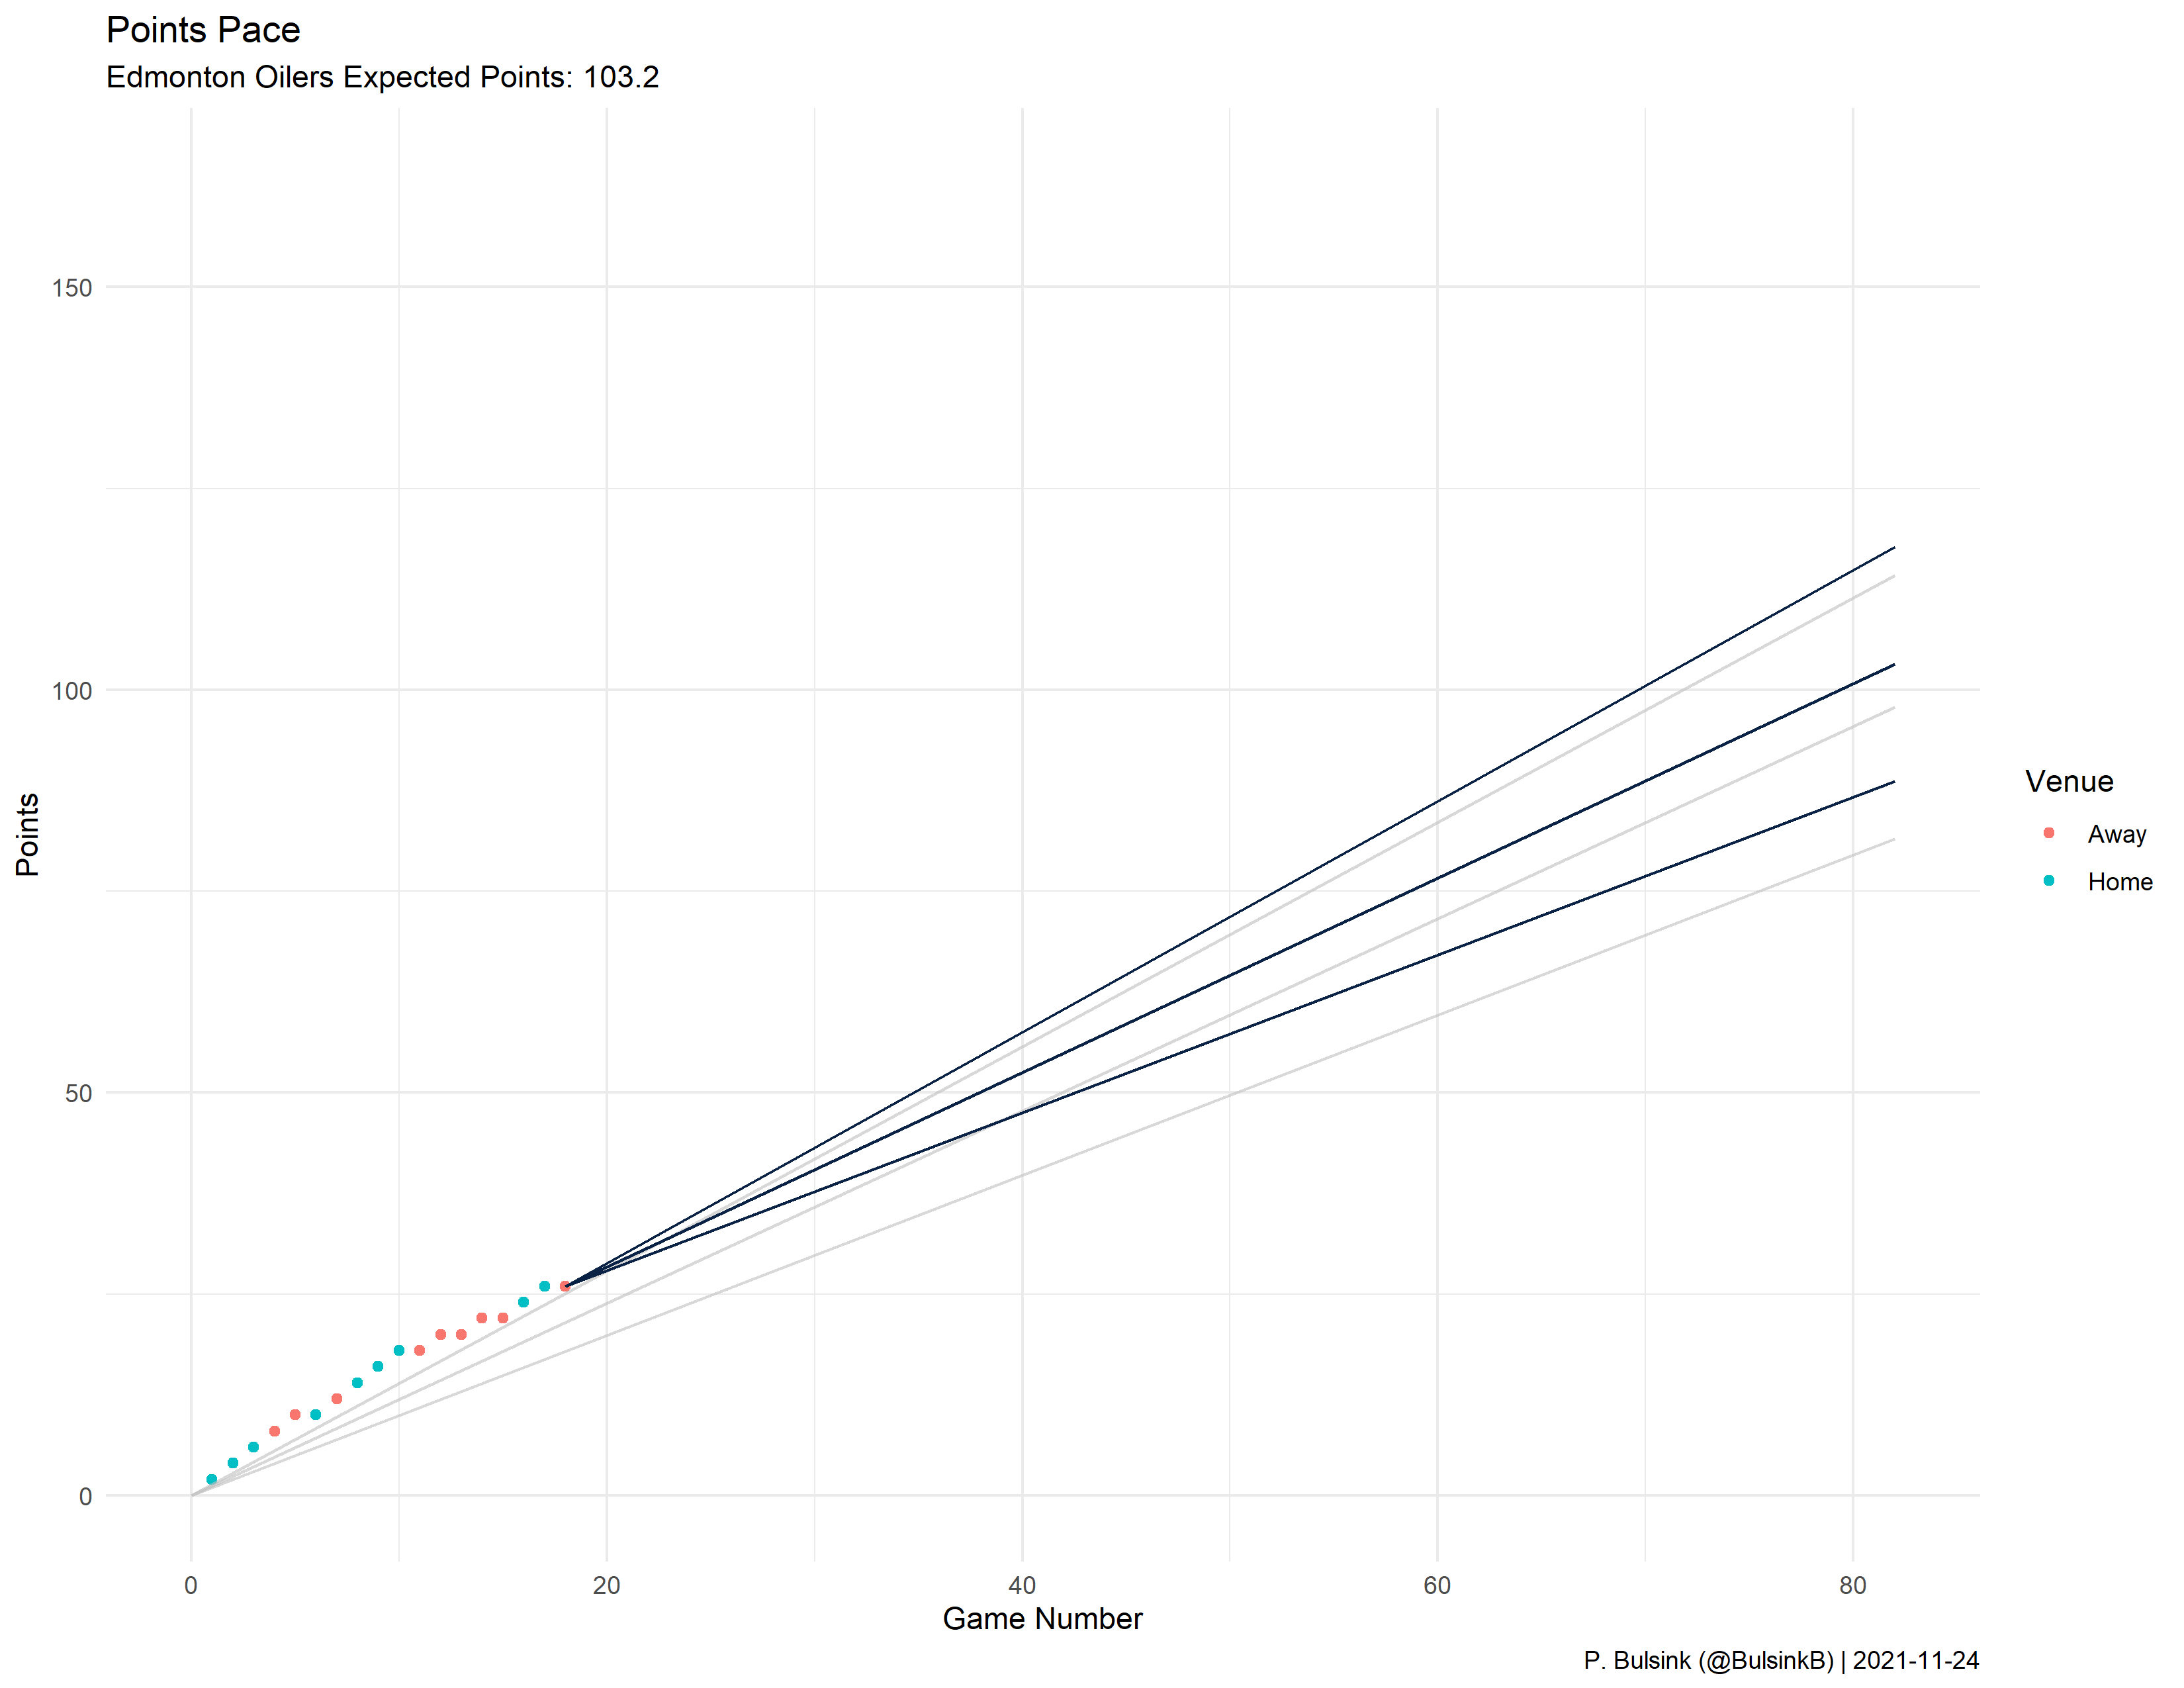 Points Pace
Edmonton Oilers Expected Points: 103.2
150
100
50
0
Points
0 20 40 60 80
Game Number
Venue
Away
Home
P. Bulsink (@BulsinkB) | 2021-11-24